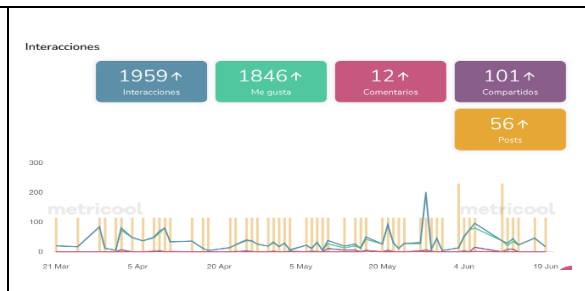 Interacciones
1959↑ 1846↑ 12↑ 101↑
Interacciones Me gusta Comentarios Compartidos
56↑
Posts
300
200
metricool metricool
100
0
21 Mar 5 Apr 20 Apr 5 May 20 May 4 Jun 19 Jun